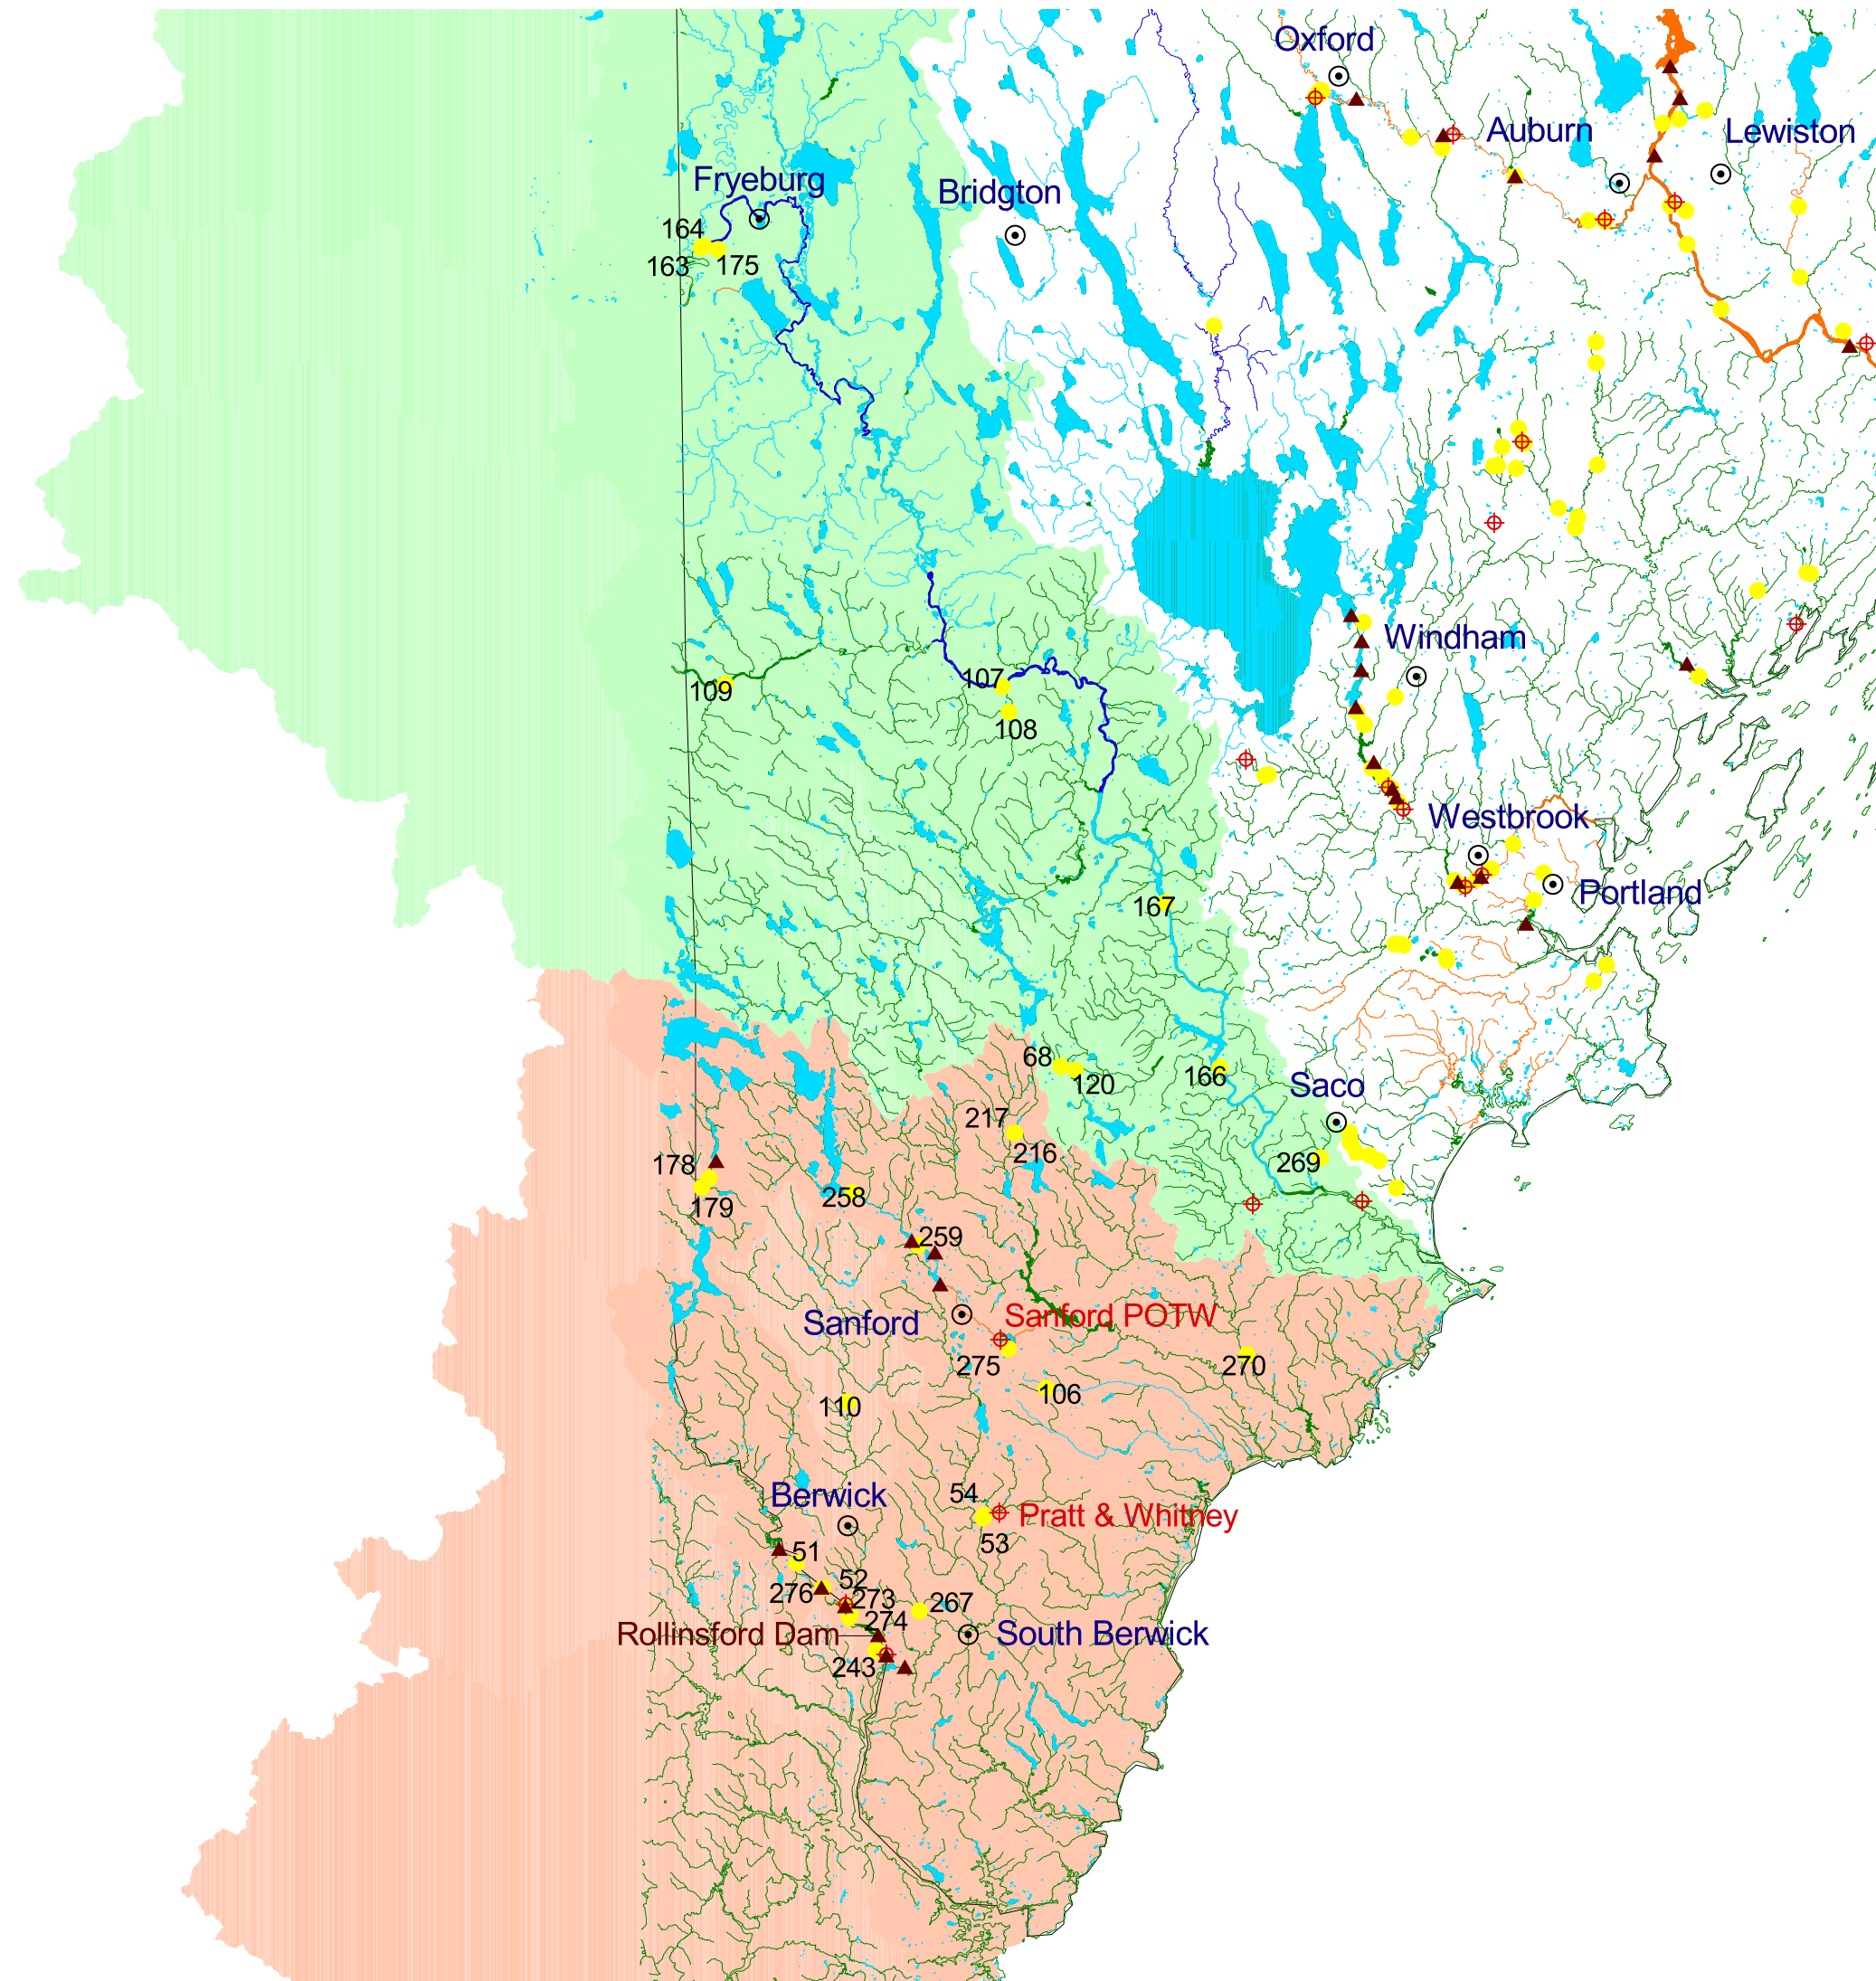 Oxford
Auburn
Lewiston
Fryeburg
Bridgton
164
163
175
Windham
107
109
108
Westbrook
Portland
167
68
120
166
Saco
217
216
178
269
179
258
259
Sanford
Sanford POTW
275
270
106
110
Berwick
54
Pratt & Whitney
53
51
52
276
273
267
274
Rollinsford Dam
South Berwick
243